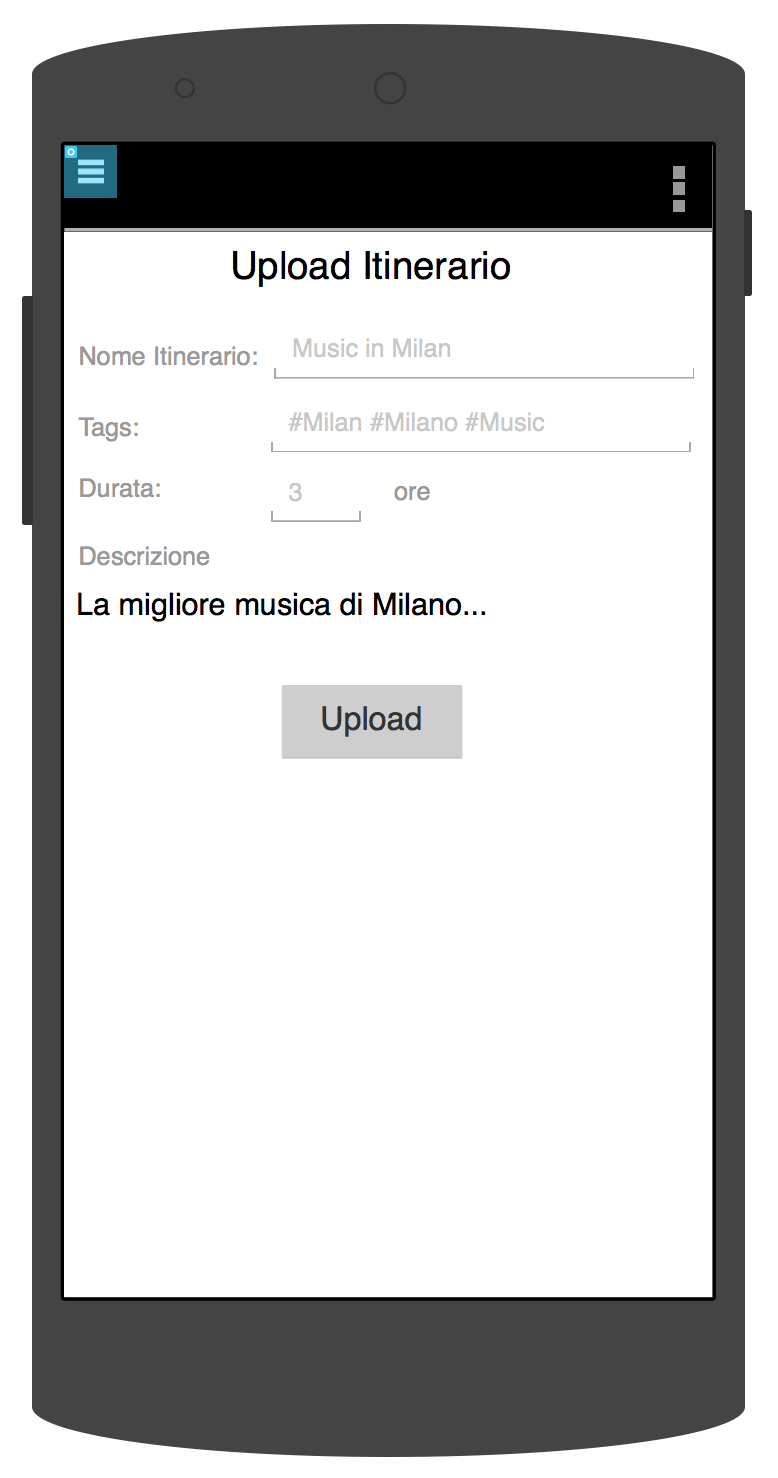 Upload Itinerario
Nome Itinerario: Music in Milan
Tags: #Milan #Milano #Music
Durata: 3 ore
Descrizione
La migliore musica di Milano...
Upload